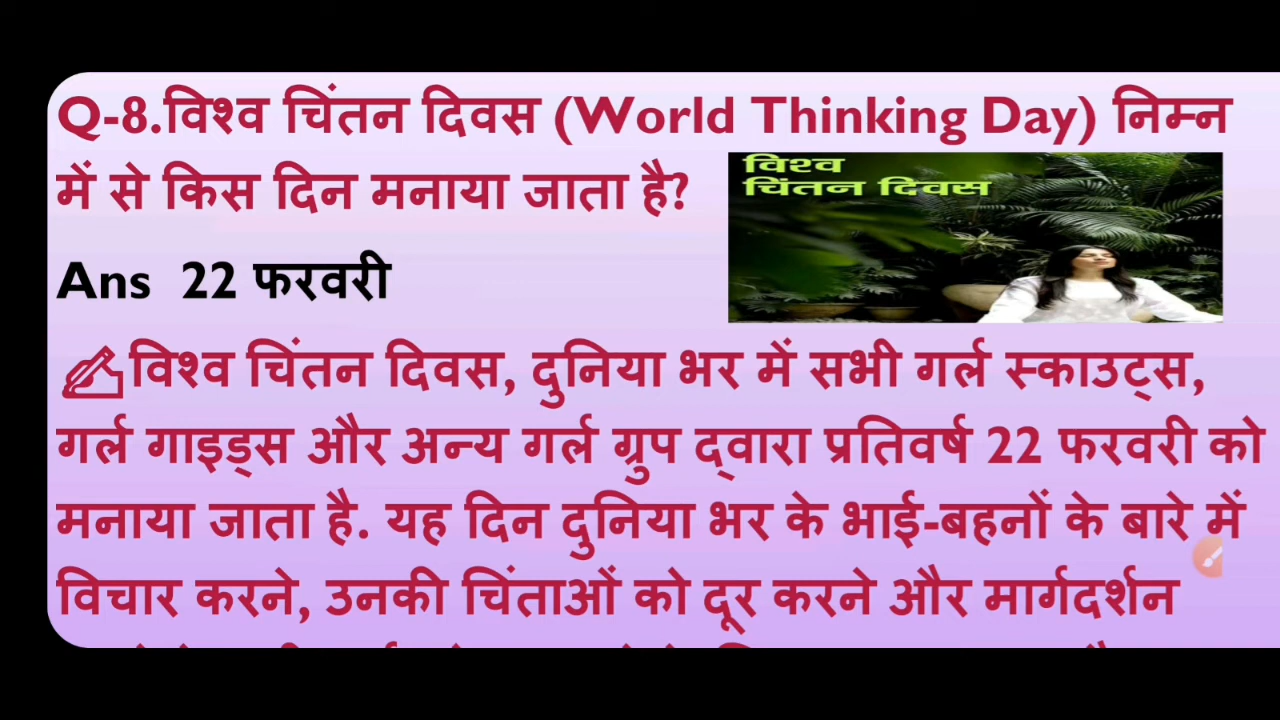 Q-8.विश्व चिंतन दिवस (World Thinking Day) निम्न
में से किस दिन मनाया जाता है?
विश्व
चिंतन दिवस
Ans 22 फरवरी
✍विश्व चिंतन दिवस, दुनिया भर में सभी गर्ल स्काउट्स,
गर्ल गाइड्स और अन्य गर्ल ग्रुप द्वारा प्रतिवर्ष 22 फरवरी को
मनाया जाता है. यह दिन दुनिया भर के भाई-बहनों के बारे में
विचार करने, उनकी चिंताओं को दूर करने और मार्गदर्शन